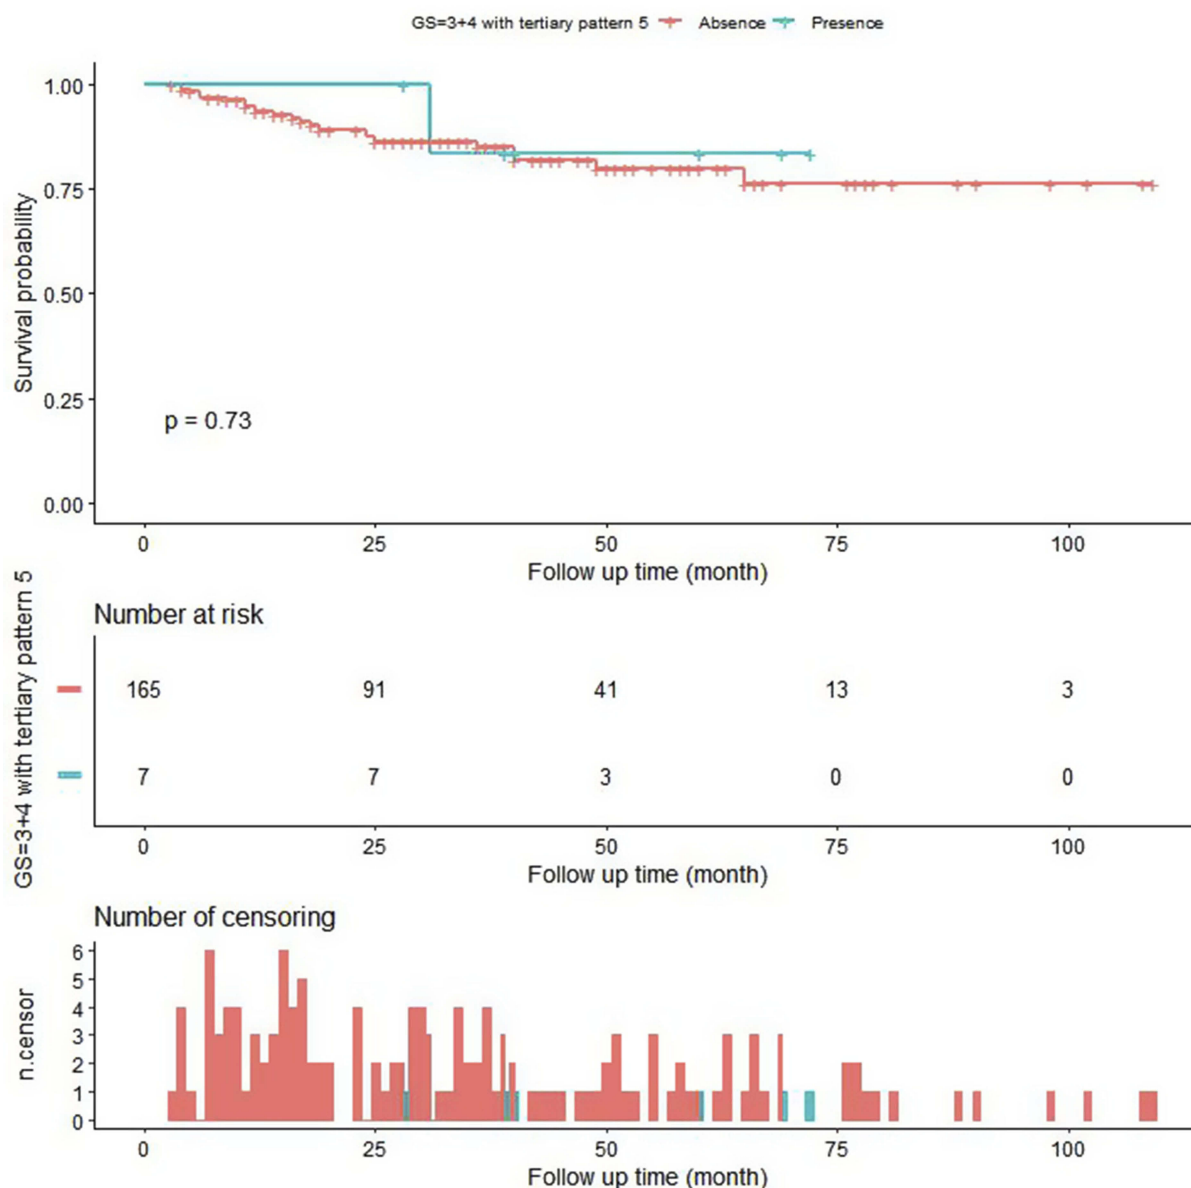 GS=3+4 with tertiary pattern 5 Absence Presence
1.00
0.75
0.50
0.25
0.00
Survival probability
p = 0.73
0 25 50 75 100
Follow up time (month)
Number at risk
GS=3+4 with tertiary pattern 5
165 91 41 13 3
7 7 3 0 0
0 25 50 75 100
Follow up time (month)
Number of censoring
n.censor
6
5
4
3
2
1
0
0 25 50 75 100
Follow up time (month)